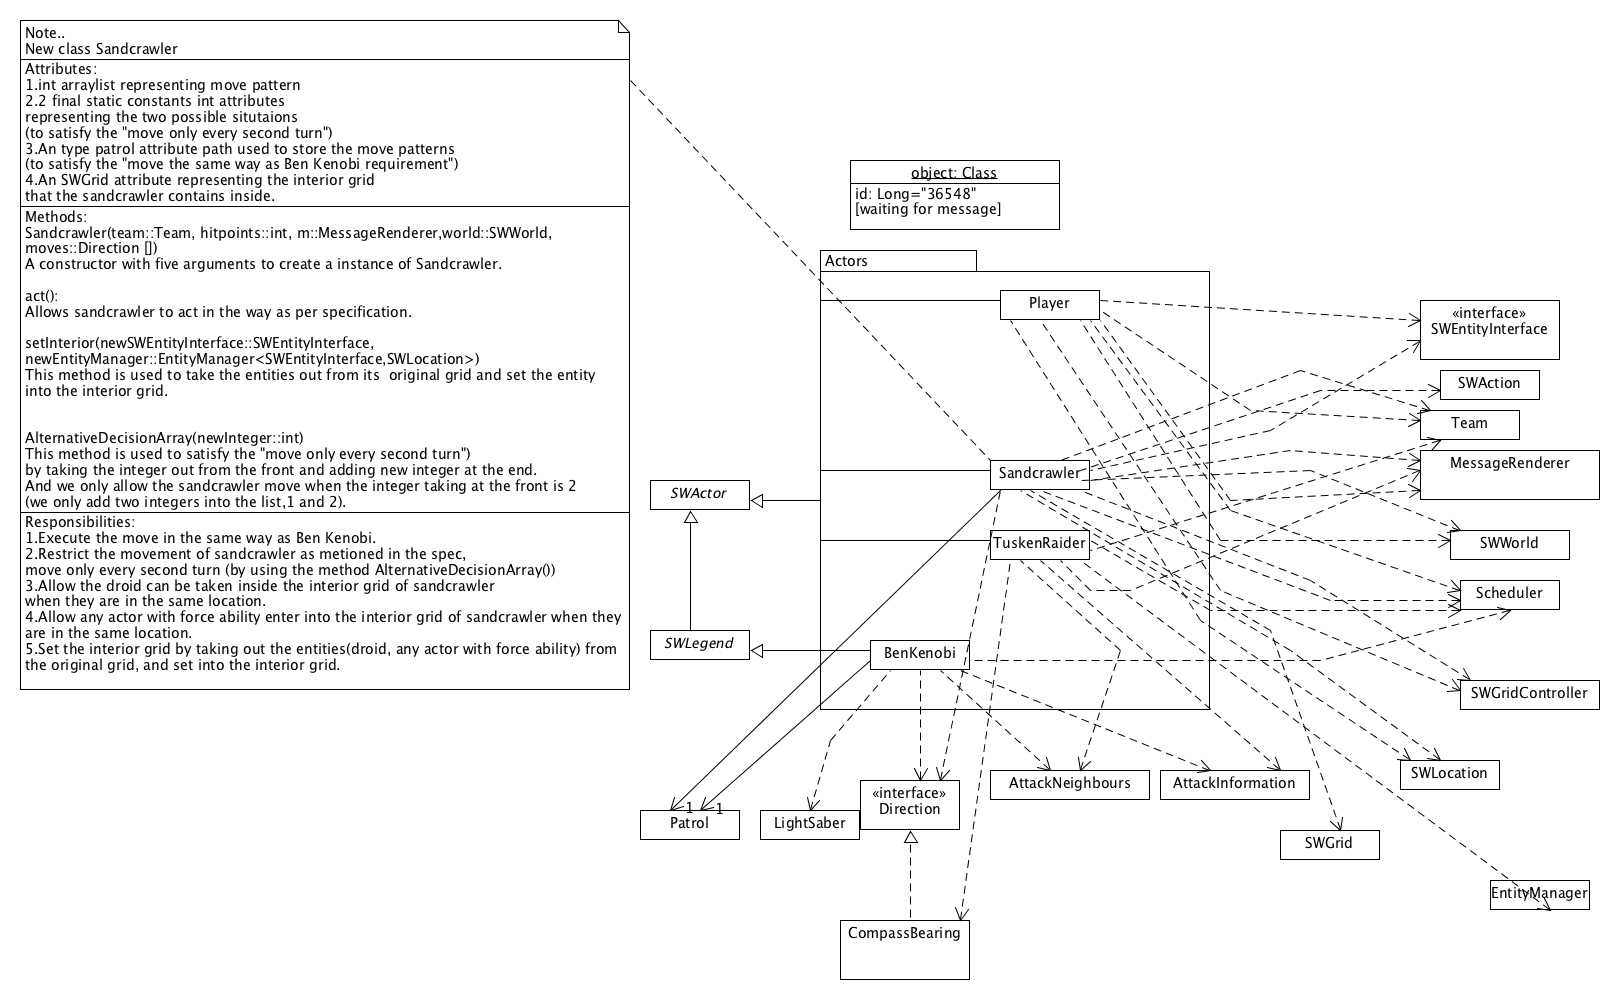 Note..
New class Sandcrawler
Attributes:
1.int arraylist representing move pattern
2.2 final static constants int attributes
representing the two possible situtaions
(to satisfy the "move only every second turn")
3.An type patrol attribute path used to store the move patterns
(to satisfy the "move the same way as Ben Kenobi requirement")
4.An SWGrid attribute representing the interior grid
that the sandcrawler contains inside.
Methods:
Sandcrawler(team::Team, hitpoints::int, m::MessageRenderer,world::SWWorld,
moves::Direction [])
A constructor with five arguments to create a instance of Sandcrawler.
act():
Allows sandcrawler to act in the way as per specification.
setInterior(newSWEntityInterface::SWEntityInterface,
newEntityManager::EntityManager<SWEntityInterface,SWLocation>)
This method is used to take the entities out from its  original grid and set the entity
into the interior grid.
AlternativeDecisionArray(newInteger::int)
This method is used to satisfy the "move only every second turn")
by taking the integer out from the front and adding new integer at the end.
And we only allow the sandcrawler move when the integer taking at the front is 2
(we only add two integers into the list,1 and 2).
Responsibilities:
1.Execute the move in the same way as Ben Kenobi.
2.Restrict the movement of sandcrawler as metioned in the spec,
move only every second turn (by using the method AlternativeDecisionArray())
3.Allow the droid can be taken inside the interior grid of sandcrawler
when they are in the same location.
4.Allow any actor with force ability enter into the interior grid of sandcrawler when they
are in the same location.
5.Set the interior grid by taking out the entities(droid, any actor with force ability) from
the original grid, and set into the interior grid.
object: Class
id: Long="36548"
[waiting for message]
Actors
Player
«interface»
SWEntityInterface
SWAction
Team
MessageRenderer
Sandcrawler
SWActor
TuskenRaider
SWWorld
Scheduler
SWLegend
BenKenobi
SWGridController
SWLocation
AttackNeighbours
AttackInformation
«interface»
Direction
1
1
Patrol
LightSaber
SWGrid
EntityManager
CompassBearing